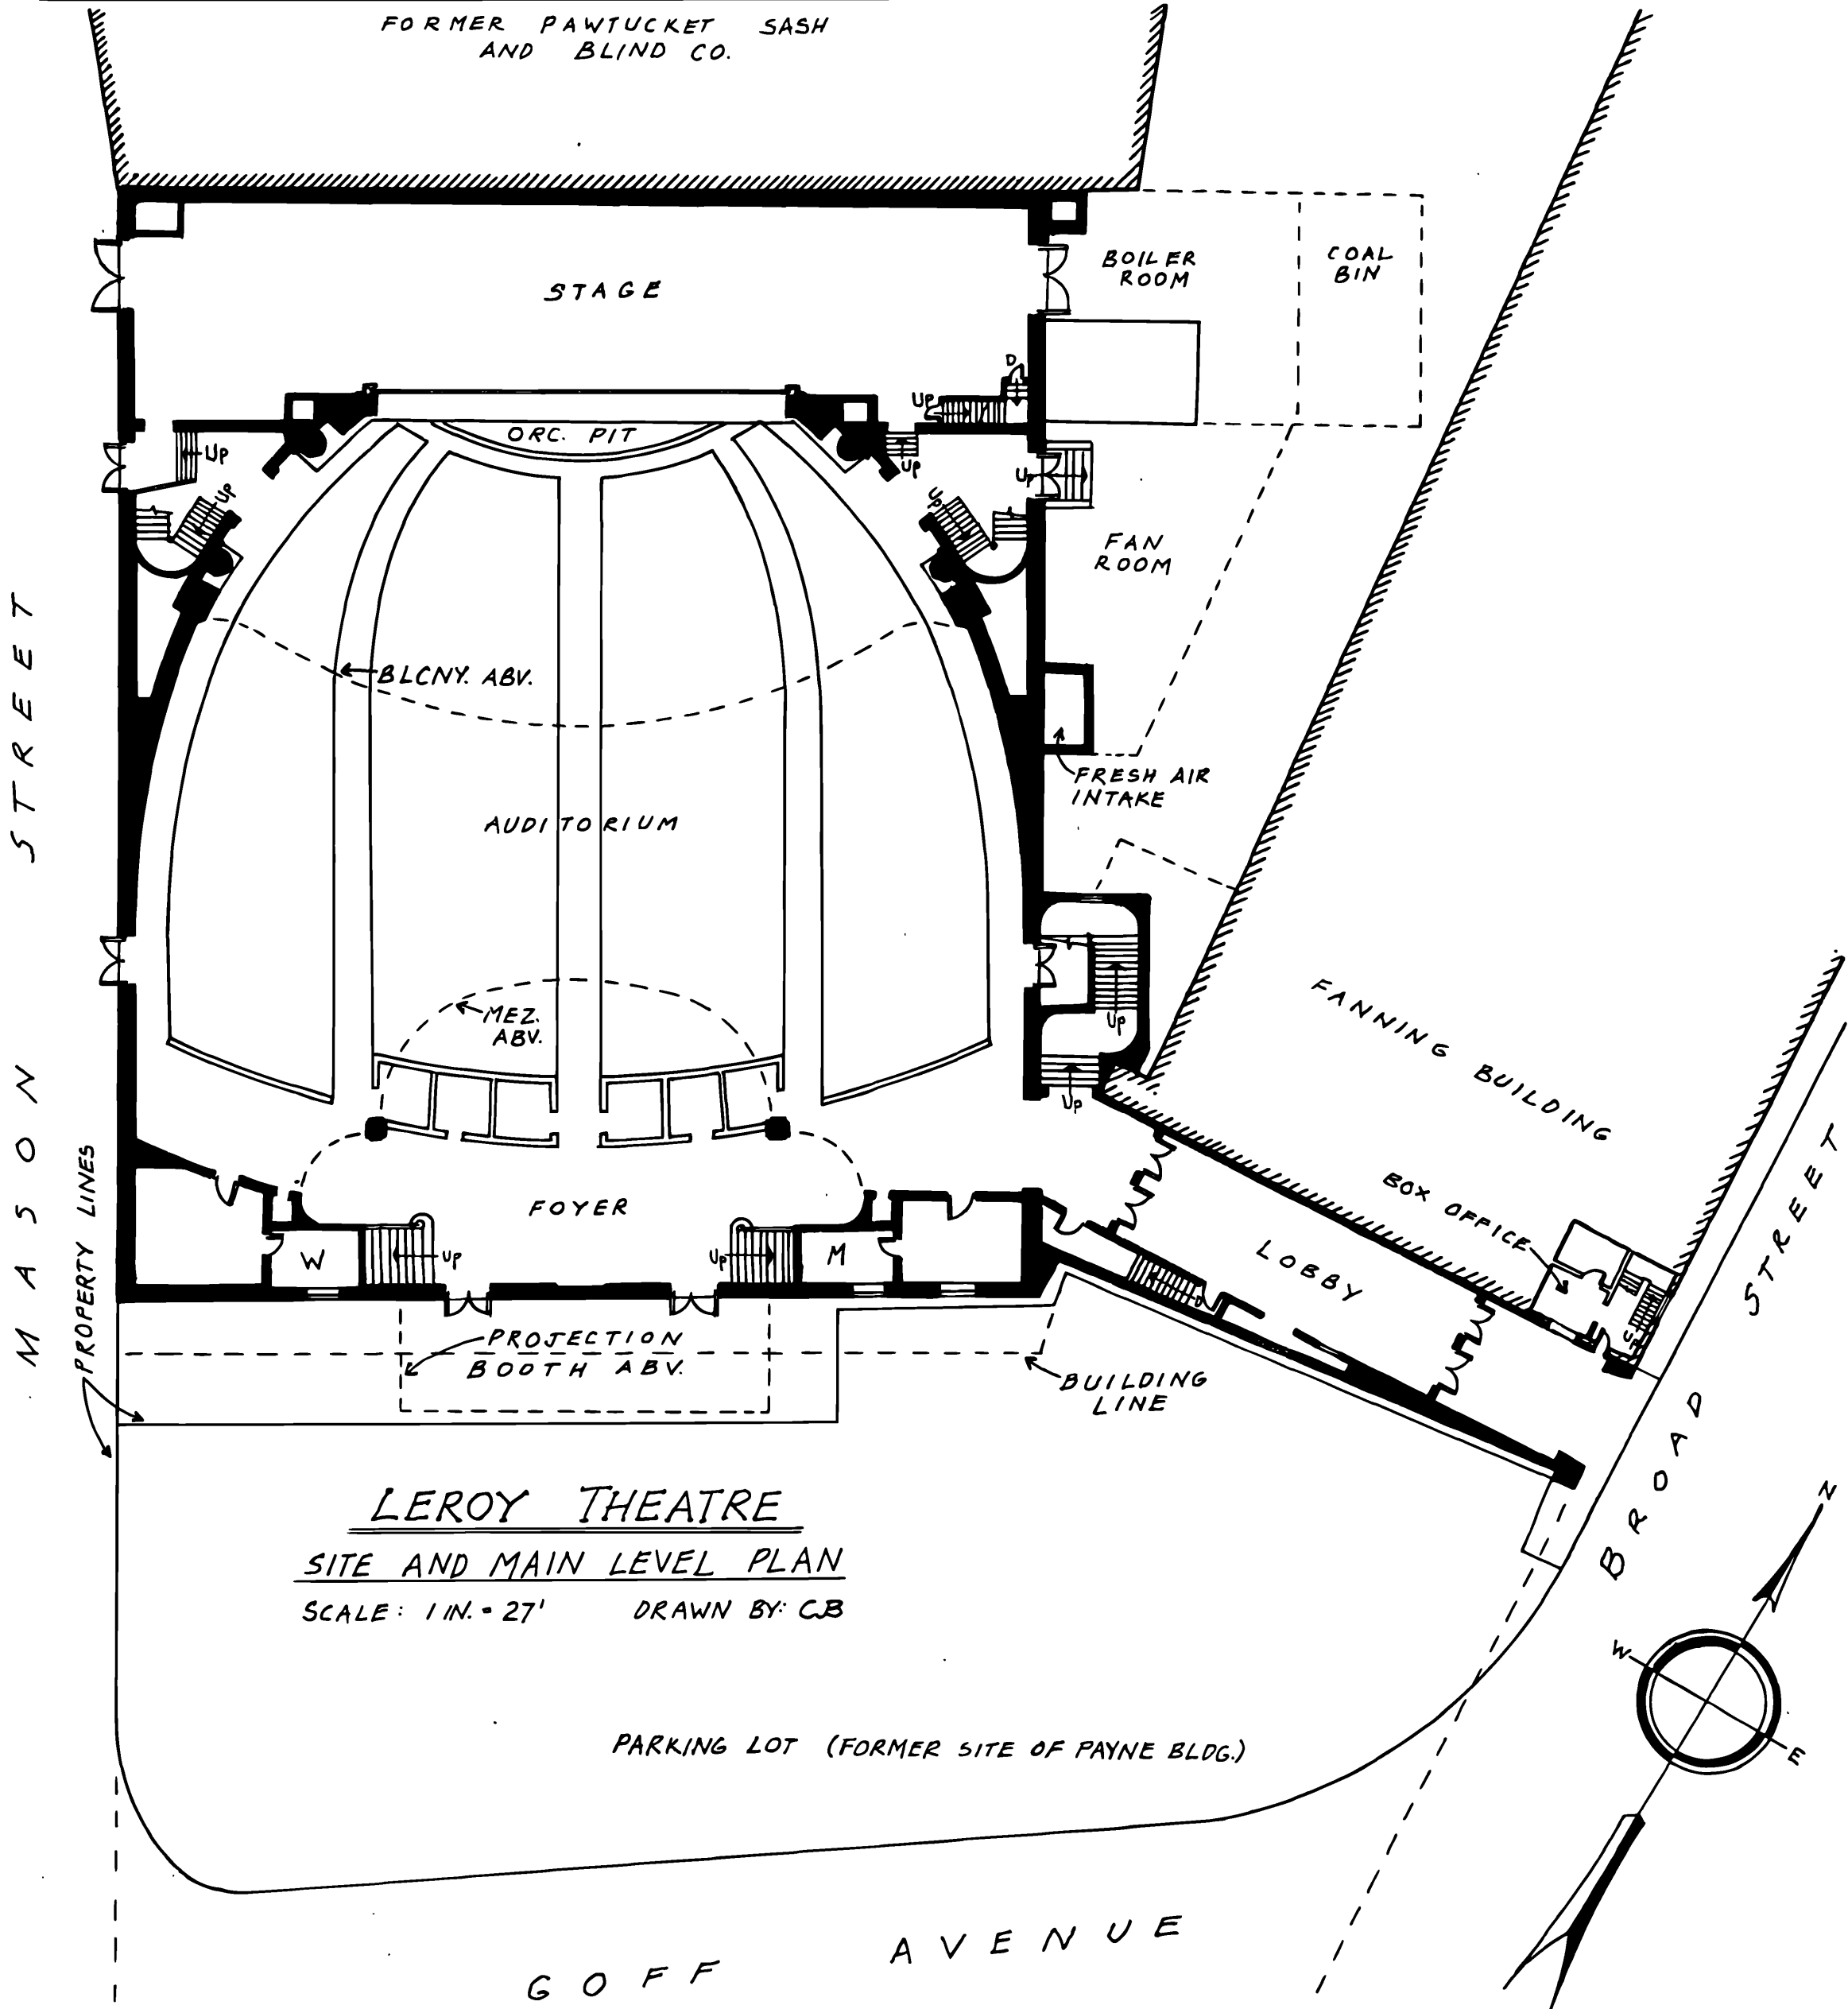 FORMER PAWTUCKET SASH
AND BLIND CO.
STAGE
BOILER
ROOM
COAL
BIN
D
UP
ORC. PIT
UP
UP
UP
UP
UP
FAN
ROOM
BLCNY. ABV.
FRESH AIR
INTAKE
AUDITORIUM
MASON STREET
MEZ.
ABV.
UP
UP
FANNING BUILDING
PROPERTY LINES
FOYER
BOX OFFICE
LOBBY
W
UP
UP
M
D
UP
PROJECTION
BOOTH ABV.
BUILDING
LINE
BROAD STREET
LEROY THEATRE
SITE AND MAIN LEVEL PLAN
SCALE: 1 IN. = 27' DRAWN BY: CB
N
W
E
PARKING LOT (FORMER SITE OF PAYNE BLDG.)
GOFF AVENUE